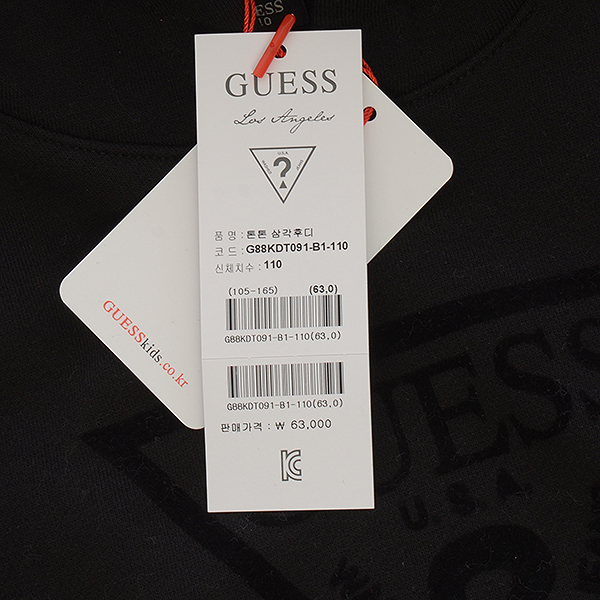 ESS
10
GUESS
Los Angeles
U.S.A.
?
품 명 : 톤톤 삼각후디
코 드 : G88KDT091-B1-110
신체치수 : 110
(105-165) (63,0)
G88KDT091-B1-110(63,0)
G88KDT091-B1-110(63,0)
판매가격 : ₩ 63,000
GUESSkids.co.kr
GUESS
U.S.A